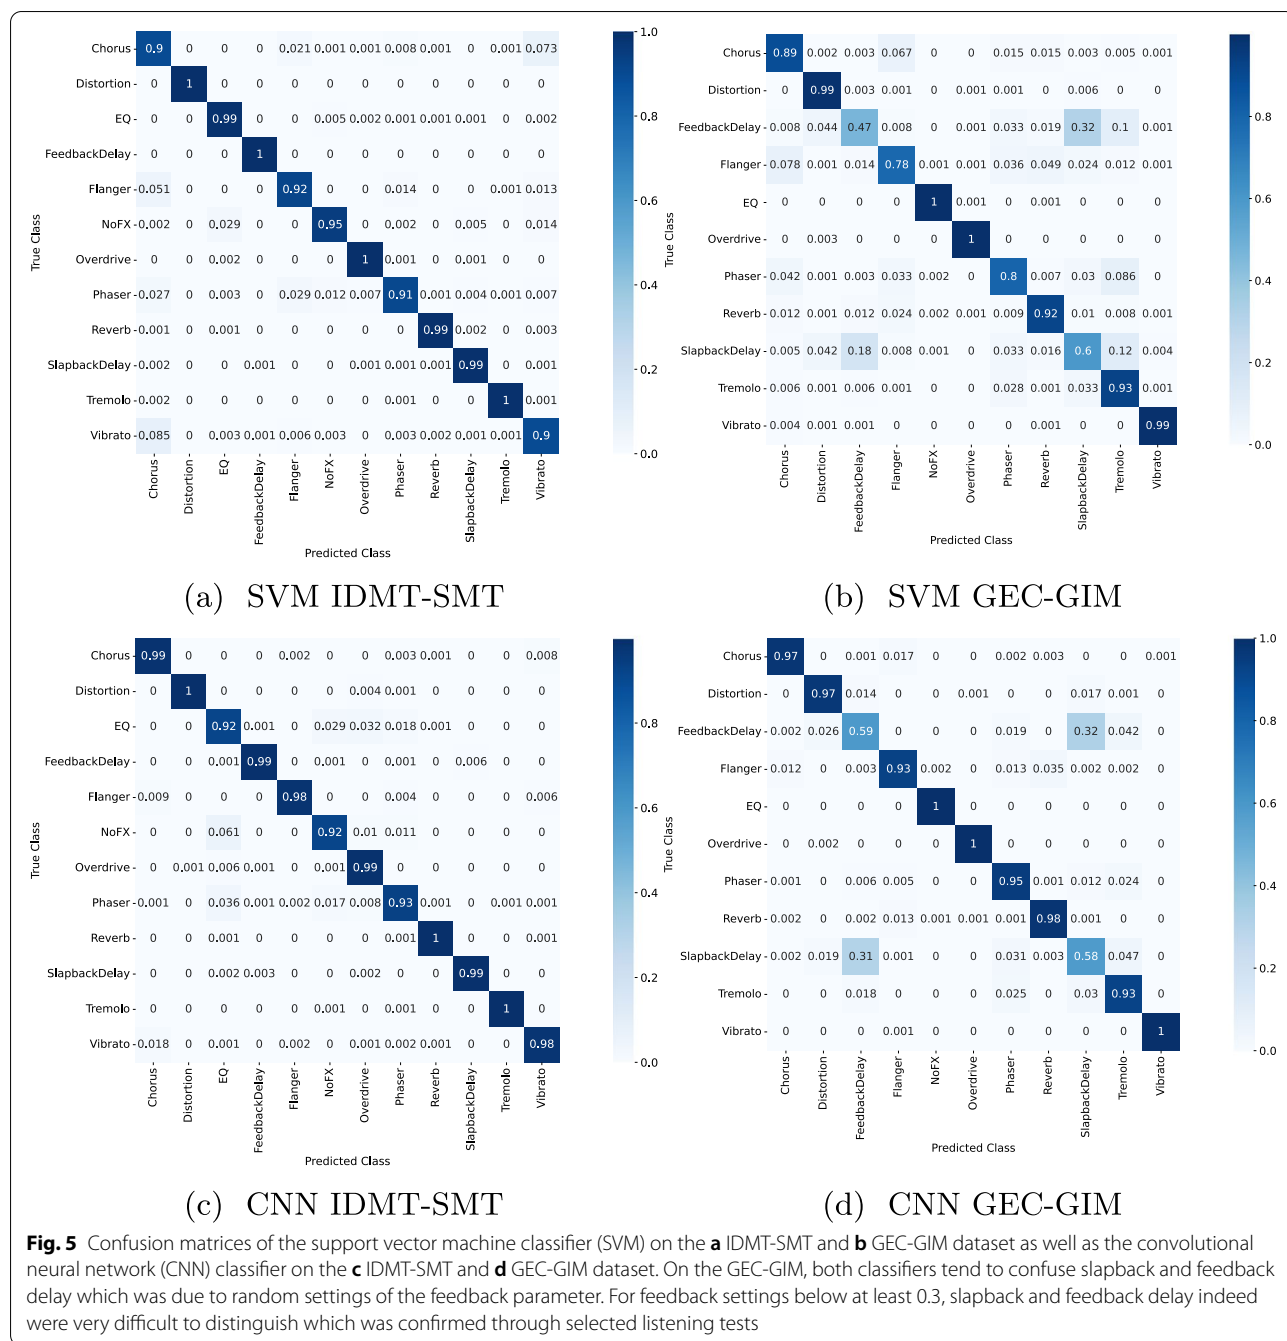 Chorus 0.9 0 0 0 0.021 0.001 0.001 0.008 0.001 0 0.001 0.073
Distortion 0 1 0 0 0 0 0 0 0 0 0 0
EQ 0 0 0.99 0 0 0.005 0.002 0.001 0.001 0.001 0 0.002
FeedbackDelay 0 0 0 1 0 0 0 0 0 0 0 0
Flanger 0.051 0 0 0 0.92 0 0 0.014 0 0 0.001 0.013
NoFX 0.002 0 0.029 0 0 0.95 0 0.002 0 0.005 0 0.014
Overdrive 0 0 0.002 0 0 0 1 0.001 0 0.001 0 0
Phaser 0.027 0 0.003 0 0.029 0.012 0.007 0.91 0.001 0.004 0.001 0.007
Reverb 0.001 0 0.001 0 0 0 0 0 0.99 0.002 0 0.003
SlapbackDelay 0.002 0 0 0.001 0 0 0.001 0.001 0.001 0.99 0 0.001
Tremolo 0.002 0 0 0 0 0 0 0 0 0 1 0.001
Vibrato 0.085 0 0.003 0.001 0.006 0.003 0 0.003 0.002 0.001 0.001 0.9
True Class
Chorus Distortion EQ FeedbackDelay Flanger NoFX Overdrive Phaser Reverb SlapbackDelay Tremolo Vibrato
Predicted Class
1.0
0.8
0.6
0.4
0.2
0.0
(a) SVM IDMT-SMT
Chorus 0.89 0.002 0.003 0.067 0 0 0.015 0.015 0.003 0.005 0.001
Distortion 0 0.99 0.003 0.001 0 0.001 0.001 0 0.006 0 0
FeedbackDelay 0.008 0.044 0.47 0.008 0 0.001 0.033 0.019 0.32 0.1 0.001
Flanger 0.078 0.001 0.014 0.78 0.001 0.001 0.036 0.049 0.024 0.012 0.001
EQ 0 0 0 0 1 0.001 0 0.001 0 0 0
Overdrive 0 0.003 0 0 0 1 0 0 0 0 0
Phaser 0.042 0.001 0.003 0.033 0.002 0 0.8 0.007 0.03 0.086 0
Reverb 0.012 0.001 0.012 0.024 0.002 0.001 0.009 0.92 0.01 0.008 0.001
SlapbackDelay 0.005 0.042 0.18 0.008 0.001 0 0.033 0.016 0.6 0.12 0.004
Tremolo 0.006 0.001 0.006 0.001 0 0 0.028 0.001 0.033 0.93 0.001
Vibrato 0.004 0.001 0.001 0 0 0 0 0.001 0 0 0.99
True Class
Chorus Distortion FeedbackDelay Flanger NoFX Overdrive Phaser Reverb SlapbackDelay Tremolo Vibrato
Predicted Class
0.8
0.6
0.4
0.2
0.0
(b) SVM GEC-GIM
Chorus 0.99 0 0 0 0.002 0 0 0.003 0.001 0 0 0.008
Distortion 0 1 0 0 0 0 0.004 0.001 0 0 0 0
EQ 0 0 0.92 0.001 0 0.029 0.032 0.018 0.001 0 0 0
FeedbackDelay 0 0 0.001 0.99 0 0.001 0 0.001 0 0.006 0 0
Flanger 0.009 0 0 0 0.98 0 0 0.004 0 0 0 0.006
NoFX 0 0 0.061 0 0 0.92 0.01 0.011 0 0 0 0
Overdrive 0 0.001 0.006 0.001 0 0.001 0.99 0 0 0 0 0
Phaser 0.001 0 0.036 0.001 0.002 0.017 0.008 0.93 0.001 0 0.001 0.001
Reverb 0 0 0.001 0 0 0 0 0.001 1 0 0 0.001
SlapbackDelay 0 0 0.002 0.003 0 0 0.002 0 0 0.99 0 0
Tremolo 0 0 0 0 0 0.001 0 0.001 0 0 1 0
Vibrato 0.018 0 0.001 0 0.002 0 0.001 0.002 0.001 0 0 0.98
True Class
Chorus Distortion EQ FeedbackDelay Flanger NoFX Overdrive Phaser Reverb SlapbackDelay Tremolo Vibrato
Predicted Class
0.8
0.6
0.4
0.2
0.0
(c) CNN IDMT-SMT
Chorus 0.97 0 0.001 0.017 0 0 0.002 0.003 0 0 0.001
Distortion 0 0.97 0.014 0 0 0.001 0 0 0.017 0.001 0
FeedbackDelay 0.002 0.026 0.59 0 0 0 0.019 0 0.32 0.042 0
Flanger 0.012 0 0.003 0.93 0.002 0 0.013 0.035 0.002 0.002 0
EQ 0 0 0 0 1 0 0 0 0 0 0
Overdrive 0 0.002 0 0 0 1 0 0 0 0 0
Phaser 0.001 0 0.006 0.005 0 0 0.95 0.001 0.012 0.024 0
Reverb 0.002 0 0.002 0.013 0.001 0.001 0.001 0.98 0.001 0 0
SlapbackDelay 0.002 0.019 0.31 0.001 0 0 0.031 0.003 0.58 0.047 0
Tremolo 0 0 0.018 0 0 0 0.025 0 0.03 0.93 0
Vibrato 0 0 0 0.001 0 0 0 0 0 0 1
True Class
Chorus Distortion FeedbackDelay Flanger NoFX Overdrive Phaser Reverb SlapbackDelay Tremolo Vibrato
Predicted Class
1.0
0.8
0.6
0.4
0.2
0.0
(d) CNN GEC-GIM
Fig. 5 Confusion matrices of the support vector machine classifier (SVM) on the a IDMT-SMT and b GEC-GIM dataset as well as the convolutional
neural network (CNN) classifier on the c IDMT-SMT and d GEC-GIM dataset. On the GEC-GIM, both classifiers tend to confuse slapback and feedback
delay which was due to random settings of the feedback parameter. For feedback settings below at least 0.3, slapback and feedback delay indeed
were very difficult to distinguish which was confirmed through selected listening tests